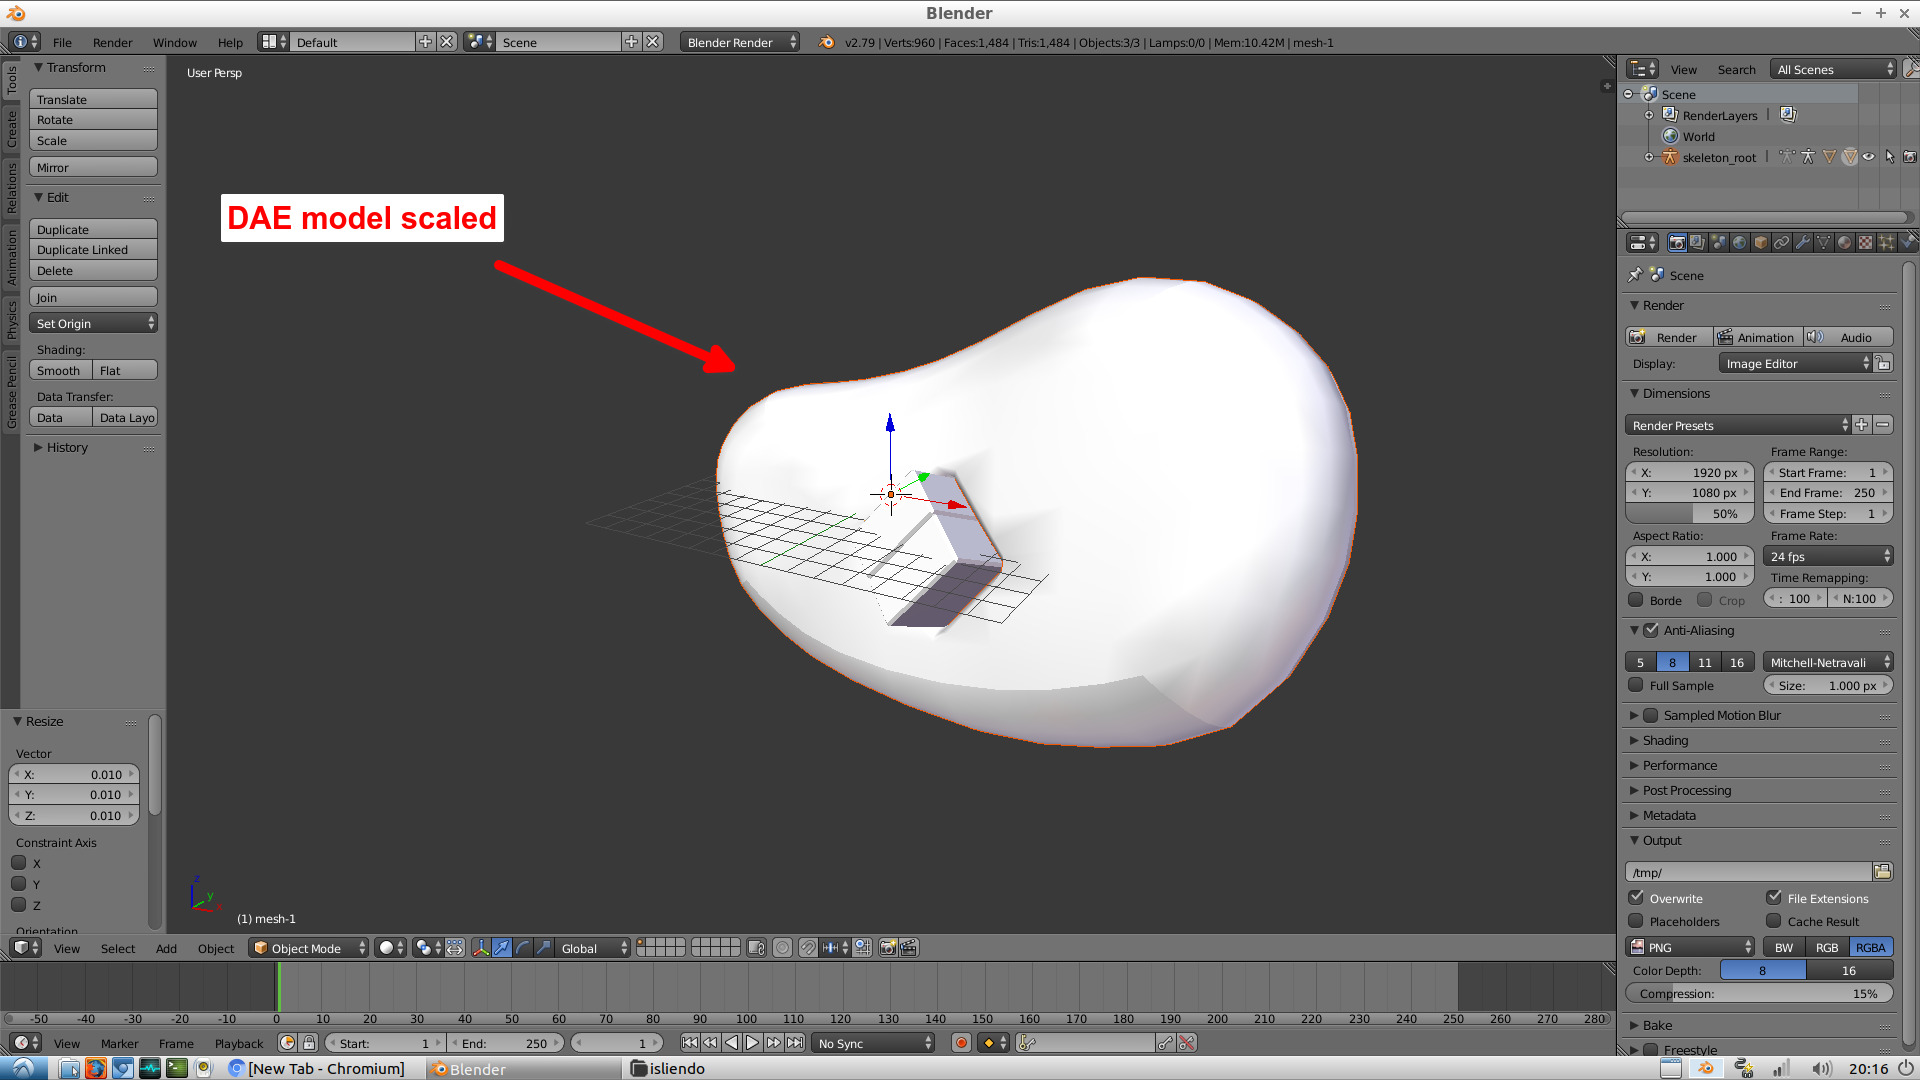 Blender
File Render Window Help Default Scene Blender Render v2.79 | Verts:960 | Faces:1,484 | Tris:1,484 | Objects:3/3 | Lamps:0/0 | Mem:10.42M | mesh-1
Tools
Create
Relations
Animation
Physics
Grease Pencil
Transform
Translate
Rotate
Scale
Mirror
Edit
Duplicate
Duplicate Linked
Delete
Join
Set Origin
Shading:
Smooth Flat
Data Transfer:
Data Data Layo
History
Resize
Vector
X: 0.010
Y: 0.010
Z: 0.010
Constraint Axis
X
Y
Z
Orientation
User Persp
DAE model scaled
z
y
x
(1) mesh-1
View Select Add Object Object Mode Global
View Search All Scenes
Scene
RenderLayers |
World
skeleton_root |
Scene
Render
Render Animation Audio
Display: Image Editor
Dimensions
Render Presets
Resolution: Frame Range:
X: 1920 px Start Frame: 1
Y: 1080 px End Frame: 250
50% Frame Step: 1
Aspect Ratio: Frame Rate:
X: 1.000 24 fps
Y: 1.000 Time Remapping:
Borde Crop : 100 N:100
Anti-Aliasing
5 8 11 16 Mitchell-Netravali
Full Sample Size: 1.000 px
Sampled Motion Blur
Shading
Performance
Post Processing
Metadata
Output
/tmp/
Overwrite File Extensions
Placeholders Cache Result
PNG BW RGB RGBA
Color Depth: 8 16
Compression: 15%
Bake
Freestyle
-50 -40 -30 -20 -10 0 10 20 30 40 50 60 70 80 90 100 110 120 130 140 150 160 170 180 190 200 210 220 230 240 250 260 270 280
View Marker Frame Playback Start: 1 End: 250 1 No Sync
[New Tab - Chromium] Blender isliendo 20:16